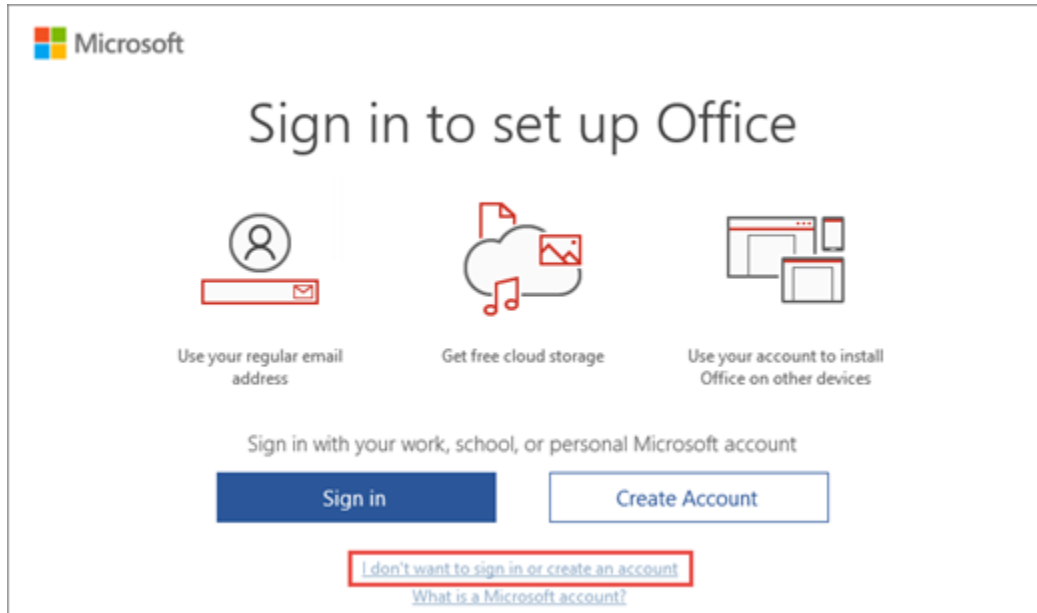 Microsoft
Sign in to set up Office
Use your regular email
address
Get free cloud storage
Use your account to install
Office on other devices
Sign in with your work, school, or personal Microsoft account
Sign in
Create Account
I don't want to sign in or create an account
What is a Microsoft account?